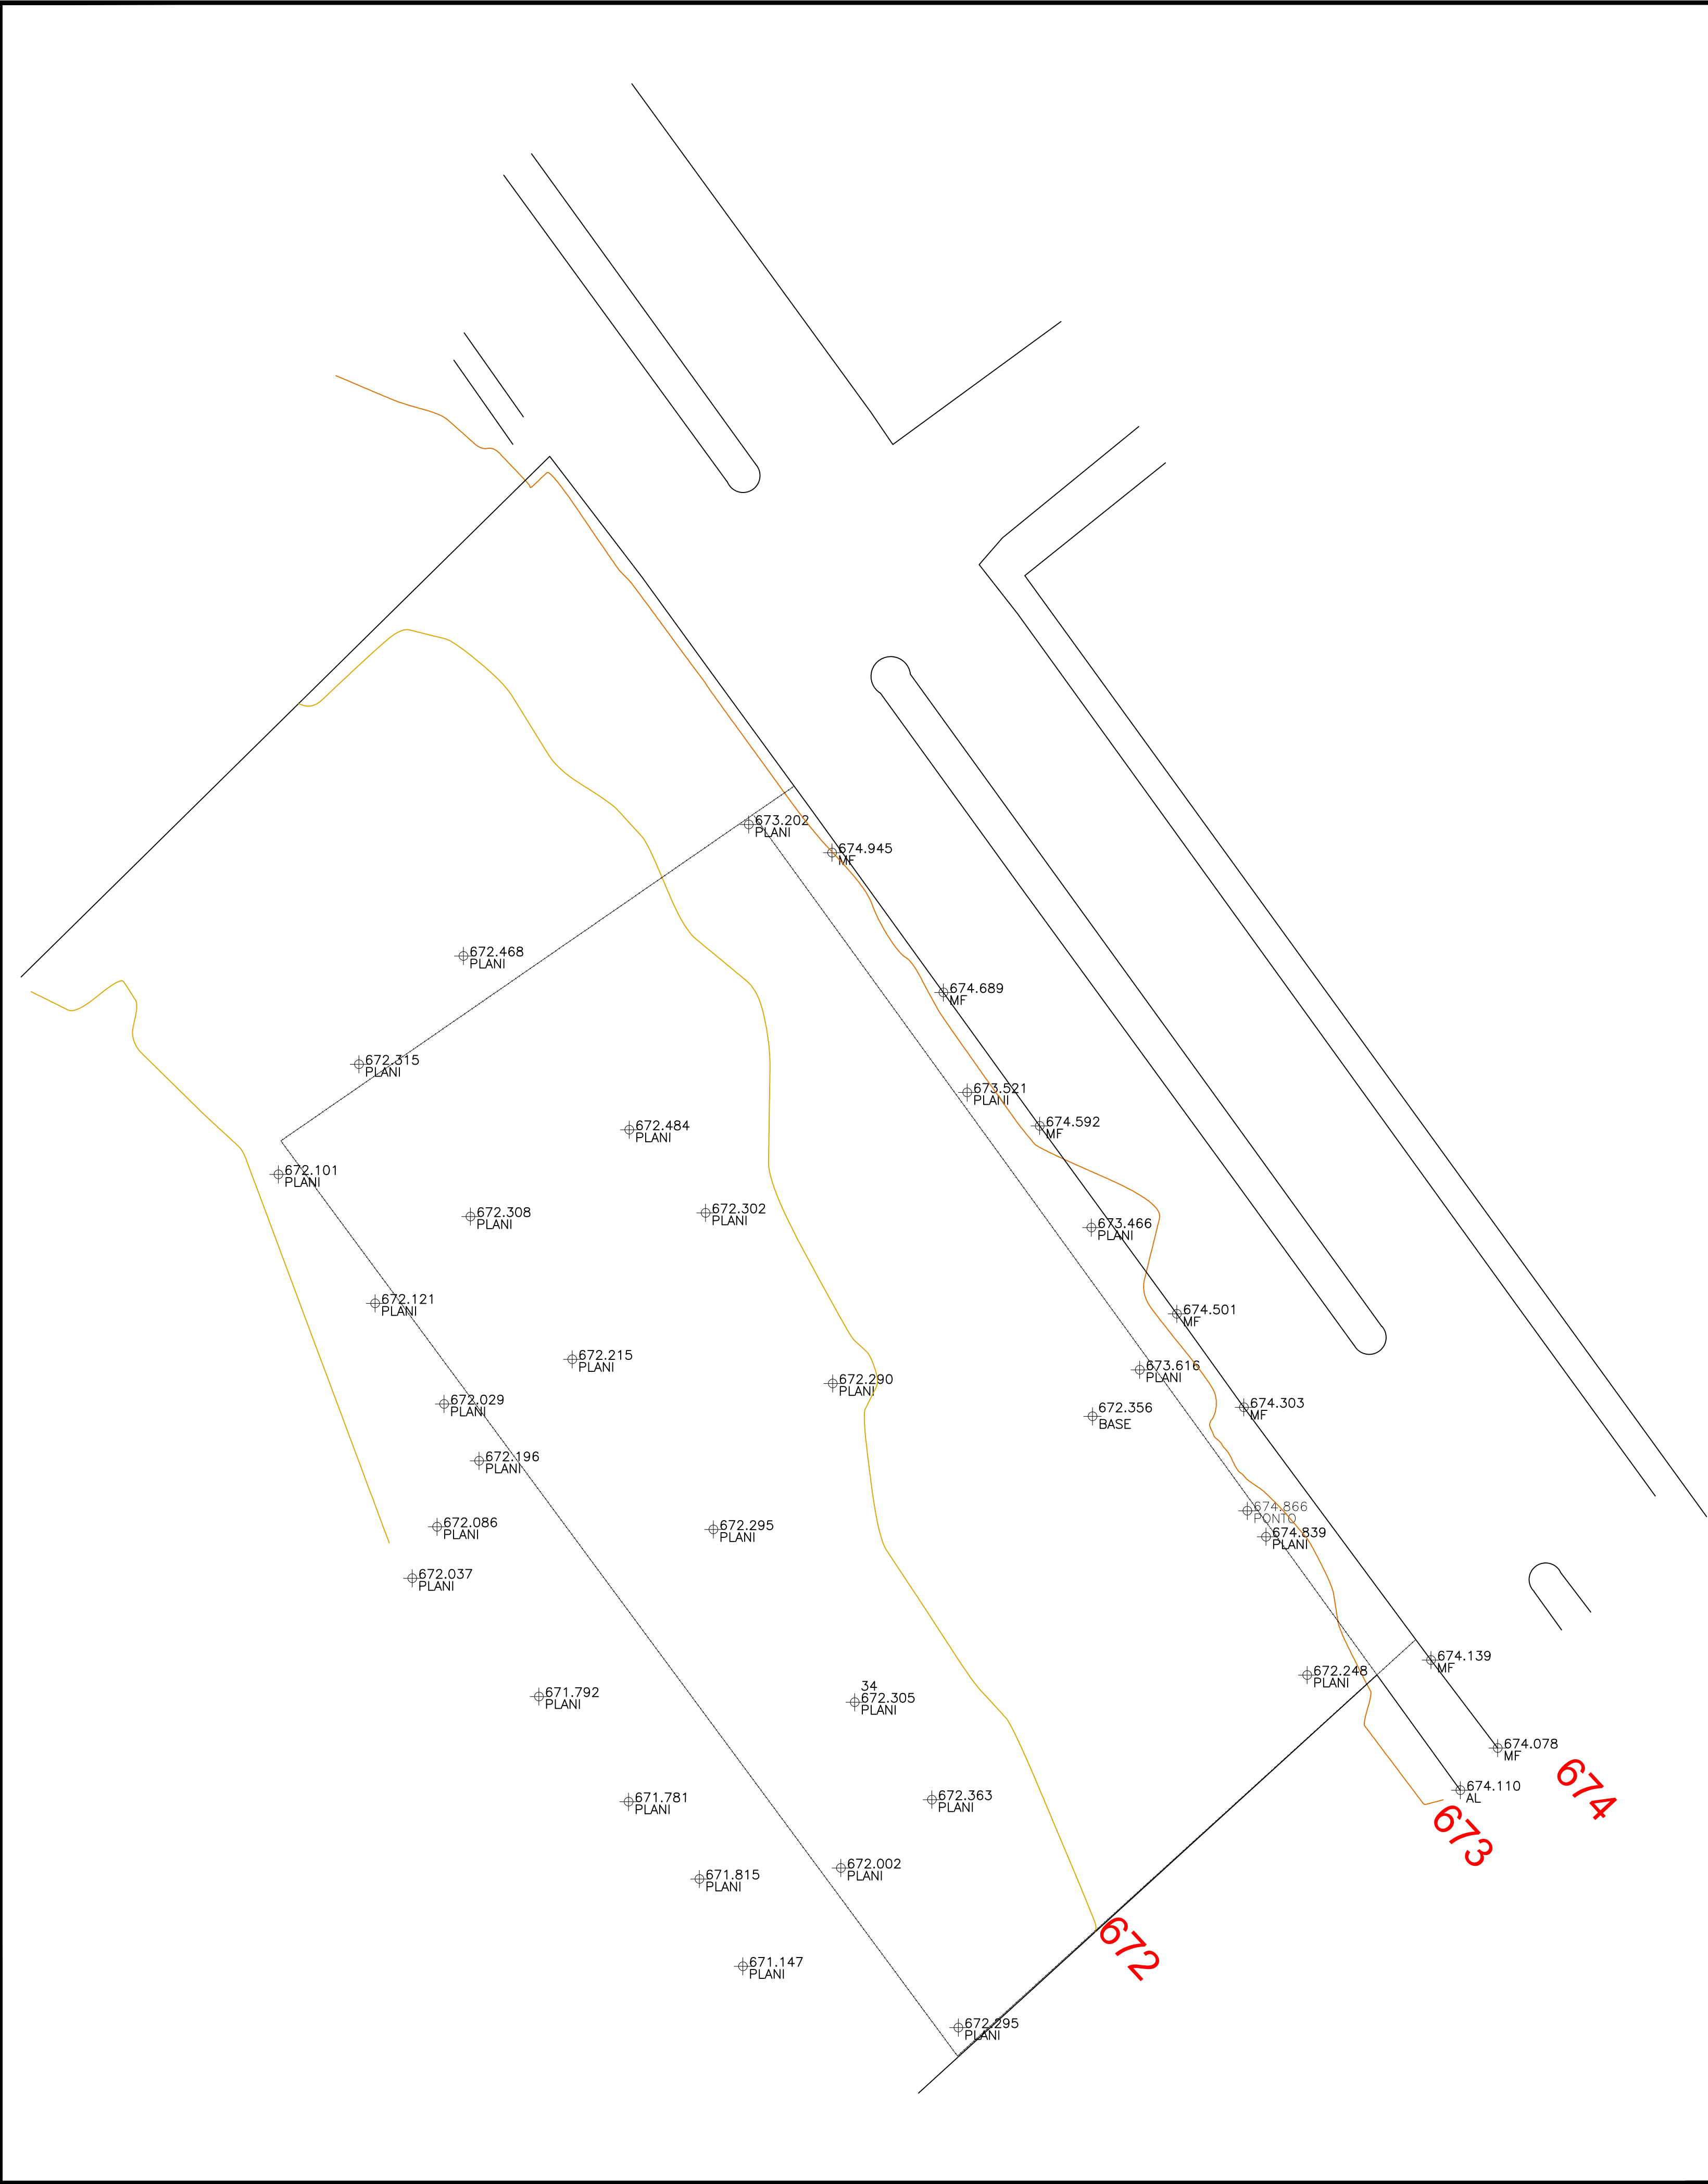 673.202
PLANI
674.945
MF
672.468
PLANI
674.689
MF
672.315
PLANI
673.521
PLANI
674.592
MF
672.484
PLANI
672.101
PLANI
672.308
PLANI
672.302
PLANI
673.466
PLANI
672.121
PLANI
674.501
MF
672.215
PLANI
673.616
PLANI
672.290
PLANI
672.029
PLANI
672.356
BASE
674.303
MF
672.196
PLANI
674.866
PONTO
672.086
PLANI
672.295
PLANI
674.839
PLANI
672.037
PLANI
674.139
MF
672.248
PLANI
671.792
PLANI
34
672.305
PLANI
674.078
MF
674
674.110
AL
671.781
PLANI
672.363
PLANI
673
672.002
PLANI
671.815
PLANI
672
671.147
PLANI
672.295
PLANI